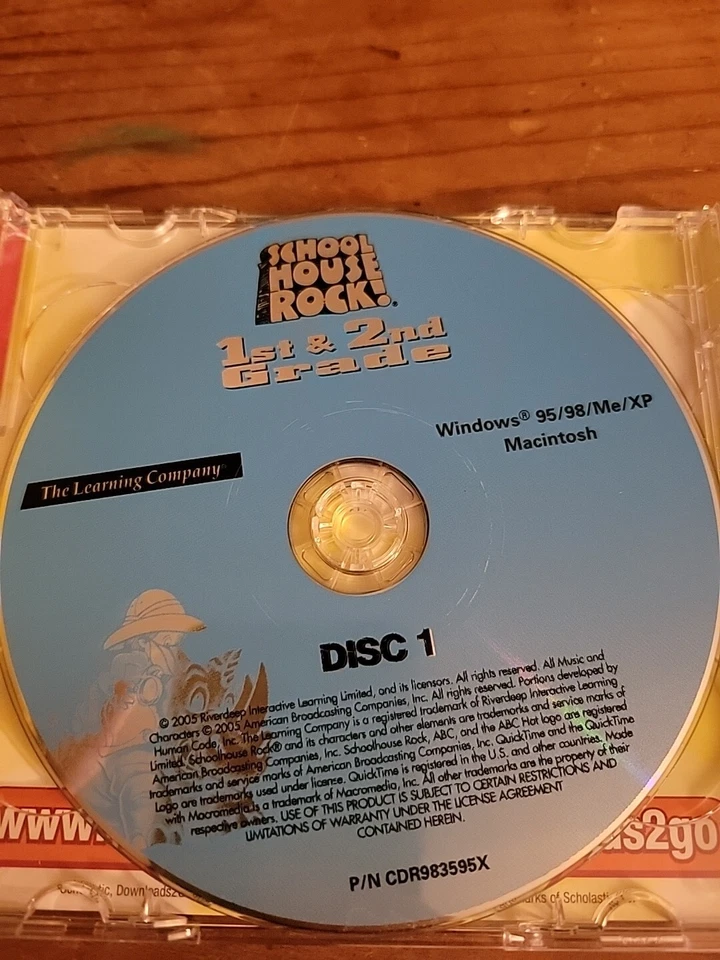 SCHOOL
HOUSE
ROCK!®
1st & 2nd
Grade
Windows® 95/98/Me/XP
Macintosh
The Learning Company®
DISC 1
© 2005 Riverdeep Interactive Learning Limited, and its licensors. All rights reserved. All Music and
Characters © 2005 American Broadcasting Companies, Inc. All rights reserved. Portions developed by
Human Code, Inc. The Learning Company is a registered trademark of Riverdeep Interactive Learning
Limited. Schoolhouse Rock® and its characters and other elements are trademarks and service marks of
American Broadcasting Companies, Inc. Schoolhouse Rock, ABC, and the ABC Hot logo are registered
trademarks and service marks of American Broadcasting Companies, Inc. QuickTime and the QuickTime
Logo are trademarks used under license. QuickTime is registered in the U.S. and other countries. Made
with Macromedia is a trademark of Macromedia, Inc. All other trademarks are the property of their
respective owners. USE OF THIS PRODUCT IS SUBJECT TO CERTAIN RESTRICTIONS AND
LIMITATIONS OF WARRANTY UNDER THE LICENSE AGREEMENT
CONTAINED HEREIN.
P/N CDR983595X
www. ds2go
Downloads2 marks of Scholastic